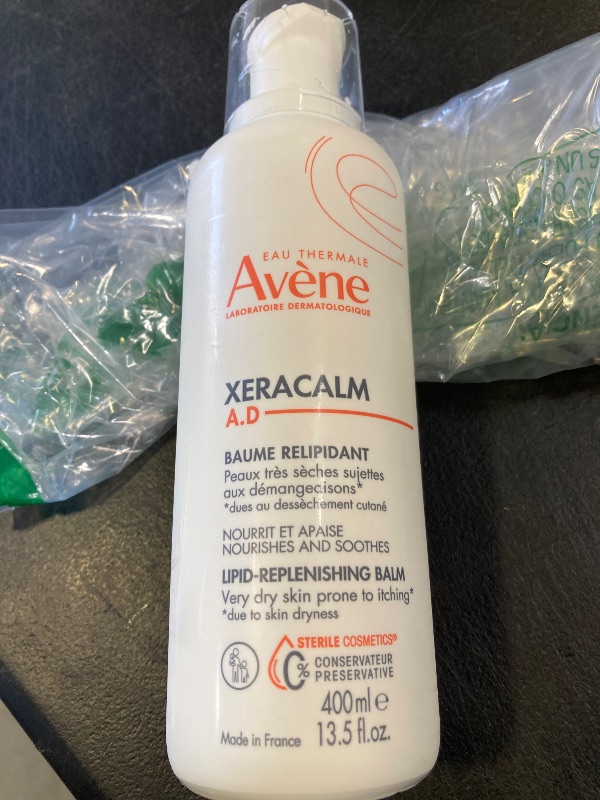 EAU THERMALE
Avène
LABORATOIRE DERMATOLOGIQUE
XERACALM
A.D
BAUME RELIPIDANT
Peaux très sèches sujettes
aux démangeaisons*
*dues au dessèchement cutané
NOURRIT ET APAISE
NOURISHES AND SOOTHES
LIPID-REPLENISHING BALM
Very dry skin prone to itching*
*due to skin dryness
STERILE COSMETICS®
0%
CONSERVATEUR
PRESERVATIVE
400 ml e
Made in France 13.5 fl.oz.